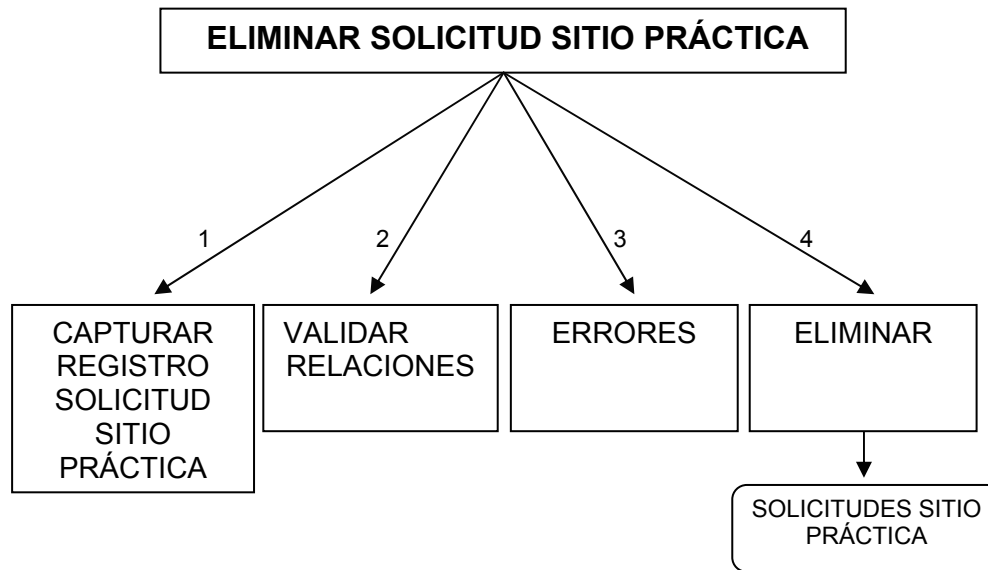 ELIMINAR SOLICITUD SITIO PRÁCTICA
1
2
3
4
CAPTURAR
REGISTRO
SOLICITUD
SITIO
PRÁCTICA
VALIDAR
RELACIONES
ERRORES
ELIMINAR
SOLICITUDES SITIO
PRÁCTICA